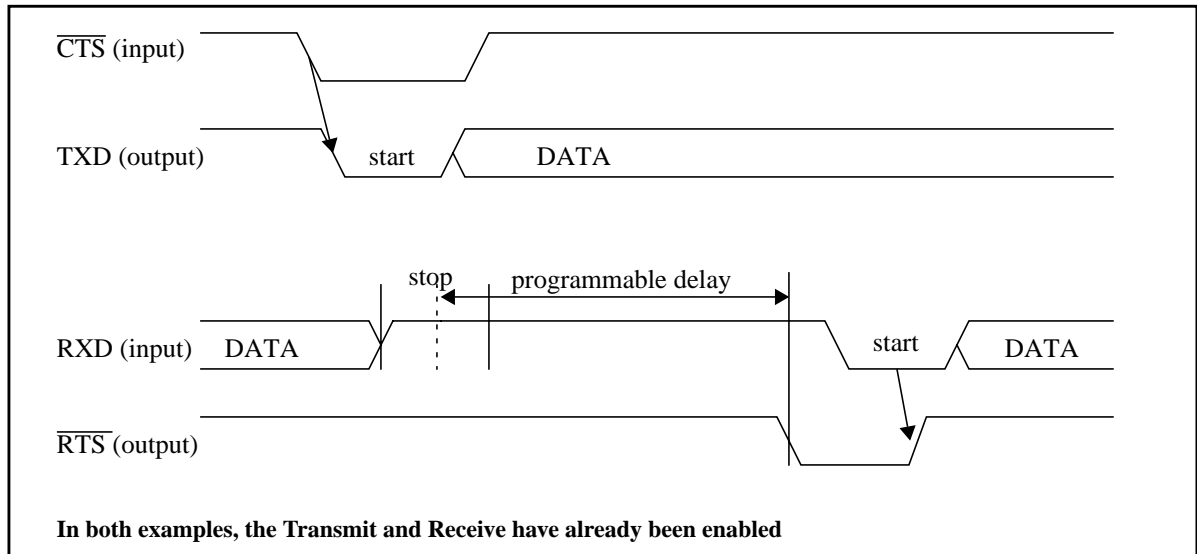 CTS (input)
TXD (output)
start
DATA
stop
programmable delay
RXD (input)
DATA
start
DATA
RTS (output)
In both examples, the Transmit and Receive have already been enabled